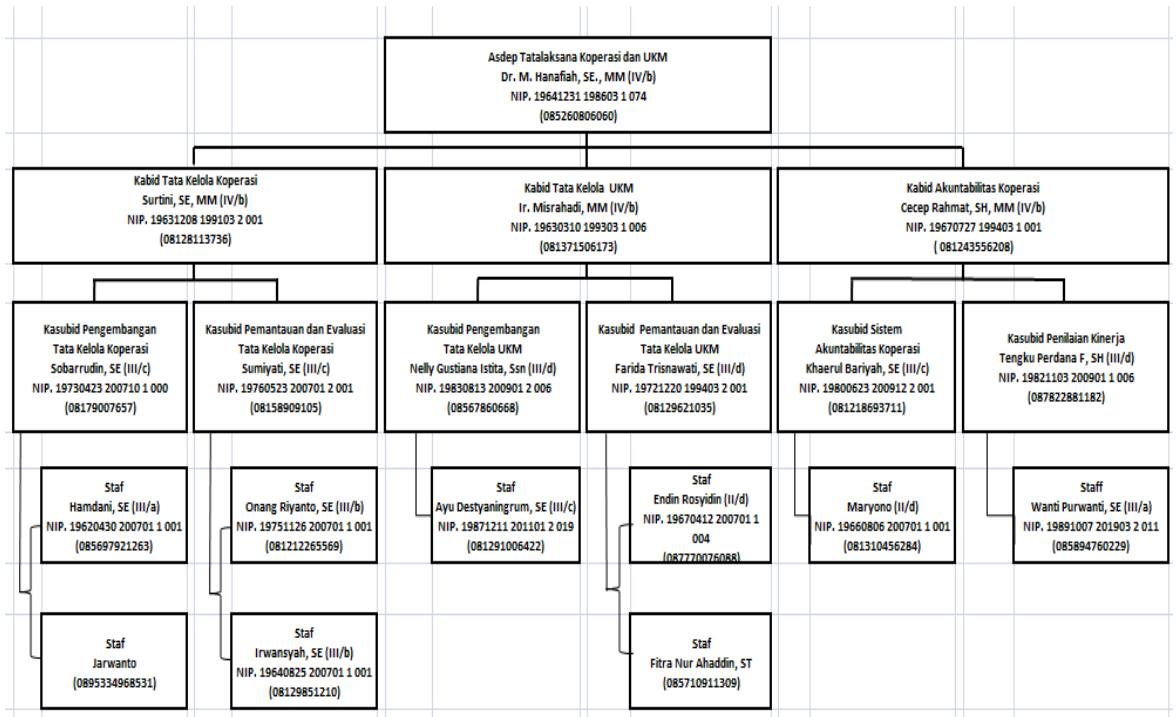 Asdep Tatalaksana Koperasi dan UKM
Dr. M. Hanafiah, SE., MM (IV/b)
NIP. 19641231 198603 1 074
(085260806060)
Kabid Tata Kelola Koperasi
Surtini, SE, MM (IV/b)
NIP. 19631208 199103 2 001
(08128113736)
Kabid Tata Kelola UKM
Ir. Misrahadi, MM (IV/b)
NIP. 19630310 199303 1 006
(081371506173)
Kabid Akuntabilitas Koperasi
Cecep Rahmat, SH, MM (IV/b)
NIP. 19670727 199403 1 001
( 081243556208)
Kasubid Pengembangan
Tata Kelola Koperasi
Sobarrudin, SE (III/c)
NIP. 19730423 200710 1 000
(08179007657)
Kasubid Pemantauan dan Evaluasi
Tata Kelola Koperasi
Sumiyati, SE (III/c)
NIP. 19760523 200701 2 001
(08158909105)
Kasubid Pengembangan
Tata Kelola UKM
Nelly Gustiana Istita, Ssn (III/d)
NIP. 19830813 200901 2 006
(08567860668)
Kasubid Pemantauan dan Evaluasi
Tata Kelola UKM
Farida Trisnawati, SE (III/d)
NIP. 19721220 199403 2 001
(08129621035)
Kasubid Sistem
Akuntabilitas Koperasi
Khaerul Bariyah, SE (III/c)
NIP. 19800623 200912 2 001
(081218693711)
Kasubid Penilaian Kinerja
Tengku Perdana F, SH (III/d)
NIP. 19821103 200901 1 006
(087822881182)
Staf
Hamdani, SE (III/a)
NIP. 19620430 200701 1 001
(085697921263)
Staf
Onang Riyanto, SE (III/b)
NIP. 19751126 200701 1 001
(081212265569)
Staf
Ayu Destyaningrum, SE (III/c)
NIP. 19871211 201101 2 019
(081291006422)
Staf
Endin Rosyidin (II/d)
NIP. 19670412 200701 1
004
(087770076088)
Staf
Maryono (II/d)
NIP. 19660806 200701 1 001
(081310456284)
Staff
Wanti Purwanti, SE (III/a)
NIP. 19891007 201903 2 011
(085894760229)
Staf
Jarwanto
(0895334968531)
Staf
Irwansyah, SE (III/b)
NIP. 19640825 200701 1 001
(08129851210)
Staf
Fitra Nur Ahaddin, ST
(085710911309)